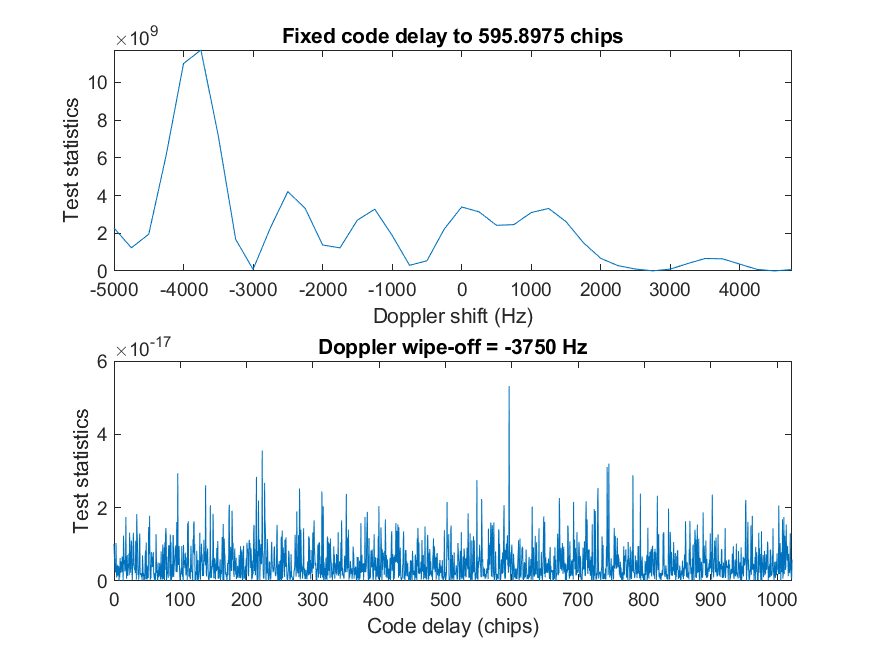 ×10⁹
Fixed code delay to 595.8975 chips
10
8
6
4
2
0
Test statistics
-5000 -4000 -3000 -2000 -1000 0 1000 2000 3000 4000
Doppler shift (Hz)
×10⁻¹⁷
Doppler wipe-off = -3750 Hz
6
4
2
0
Test statistics
0 100 200 300 400 500 600 700 800 900 1000
Code delay (chips)